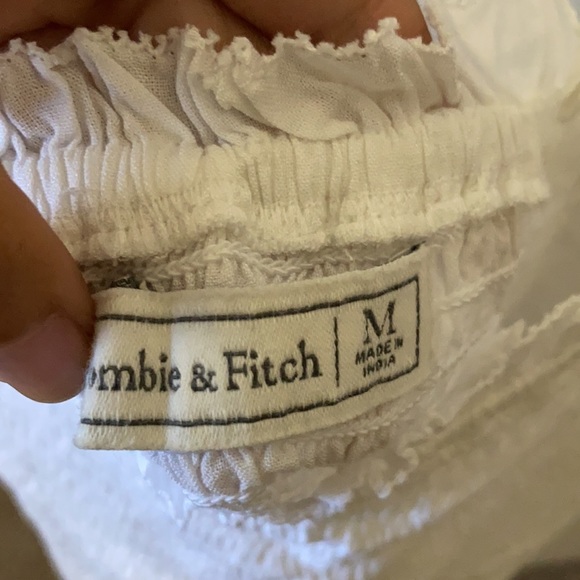 ombie & Fitch
M
MADE IN
INDIA